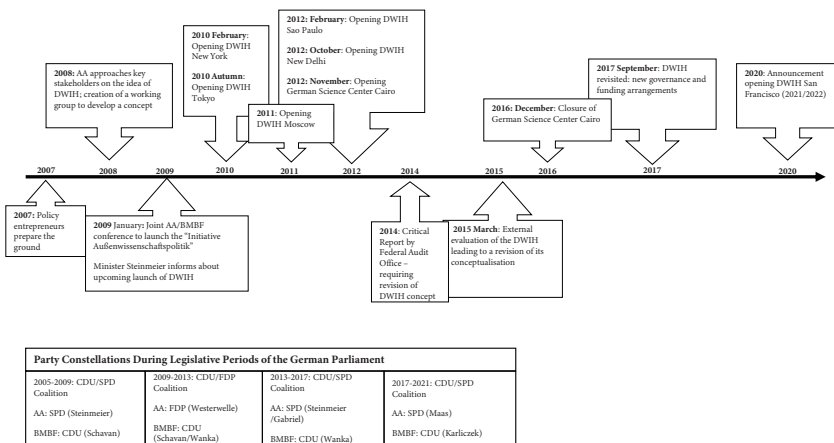 2008: AA approaches key
stakeholders on the idea of
DWIH; creation of a working
group to develop a concept
2010 February:
Opening DWIH
New York
2010 Autumn:
Opening DWIH
Tokyo
2011: Opening
DWIH Moscow
2012: February: Opening DWIH
Sao Paulo
2012: October: Opening DWIH
New Delhi
2012: November: Opening
German Science Center Cairo
2016: December: Closure of
German Science Center Cairo
2017 September: DWIH
revisited: new governance and
funding arrangements
2020: Announcement
opening DWIH San
Francisco (2021/2022)
2007
2008
2009
2010
2011
2012
2014
2015
2016
2017
2020
2007: Policy
entrepreneurs
prepare the
ground
2009 January: Joint AA/BMBF
conference to launch the "Initiative
Außenwissenschaftspolitik"
Minister Steinmeier informs about
upcoming launch of DWIH
2014: Critical
Report by
Federal Audit
Office –
requiring
revision of
DWIH concept
2015 March: External
evaluation of the DWIH
leading to a revision of its
conceptualisation
Party Constellations During Legislative Periods of the German Parliament
2005-2009: CDU/SPD
Coalition
AA: SPD (Steinmeier)
BMBF: CDU (Schavan)
2009-2013: CDU/FDP
Coalition
AA: FDP (Westerwelle)
BMBF: CDU
(Schavan/Wanka)
2013-2017: CDU/SPD
Coalition
AA: SPD (Steinmeier
/Gabriel)
BMBF: CDU (Wanka)
2017-2021: CDU/SPD
Coalition
AA: SPD (Maas)
BMBF: CDU (Karliczek)